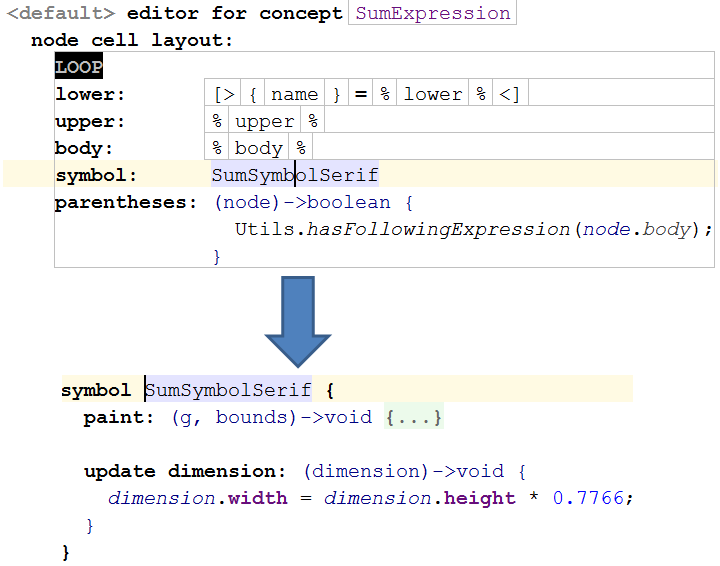 <default> editor for concept SumExpression
node cell layout:
LOOP
lower: [> { name } = % lower % <]
upper: % upper %
body: % body %
symbol: SumSymbolSerif
parentheses: (node)->boolean {
Utils.hasFollowingExpression(node.body);
}
symbol SumSymbolSerif {
paint: (g, bounds)->void {...}
update dimension: (dimension)->void {
dimension.width = dimension.height * 0.7766;
}
}